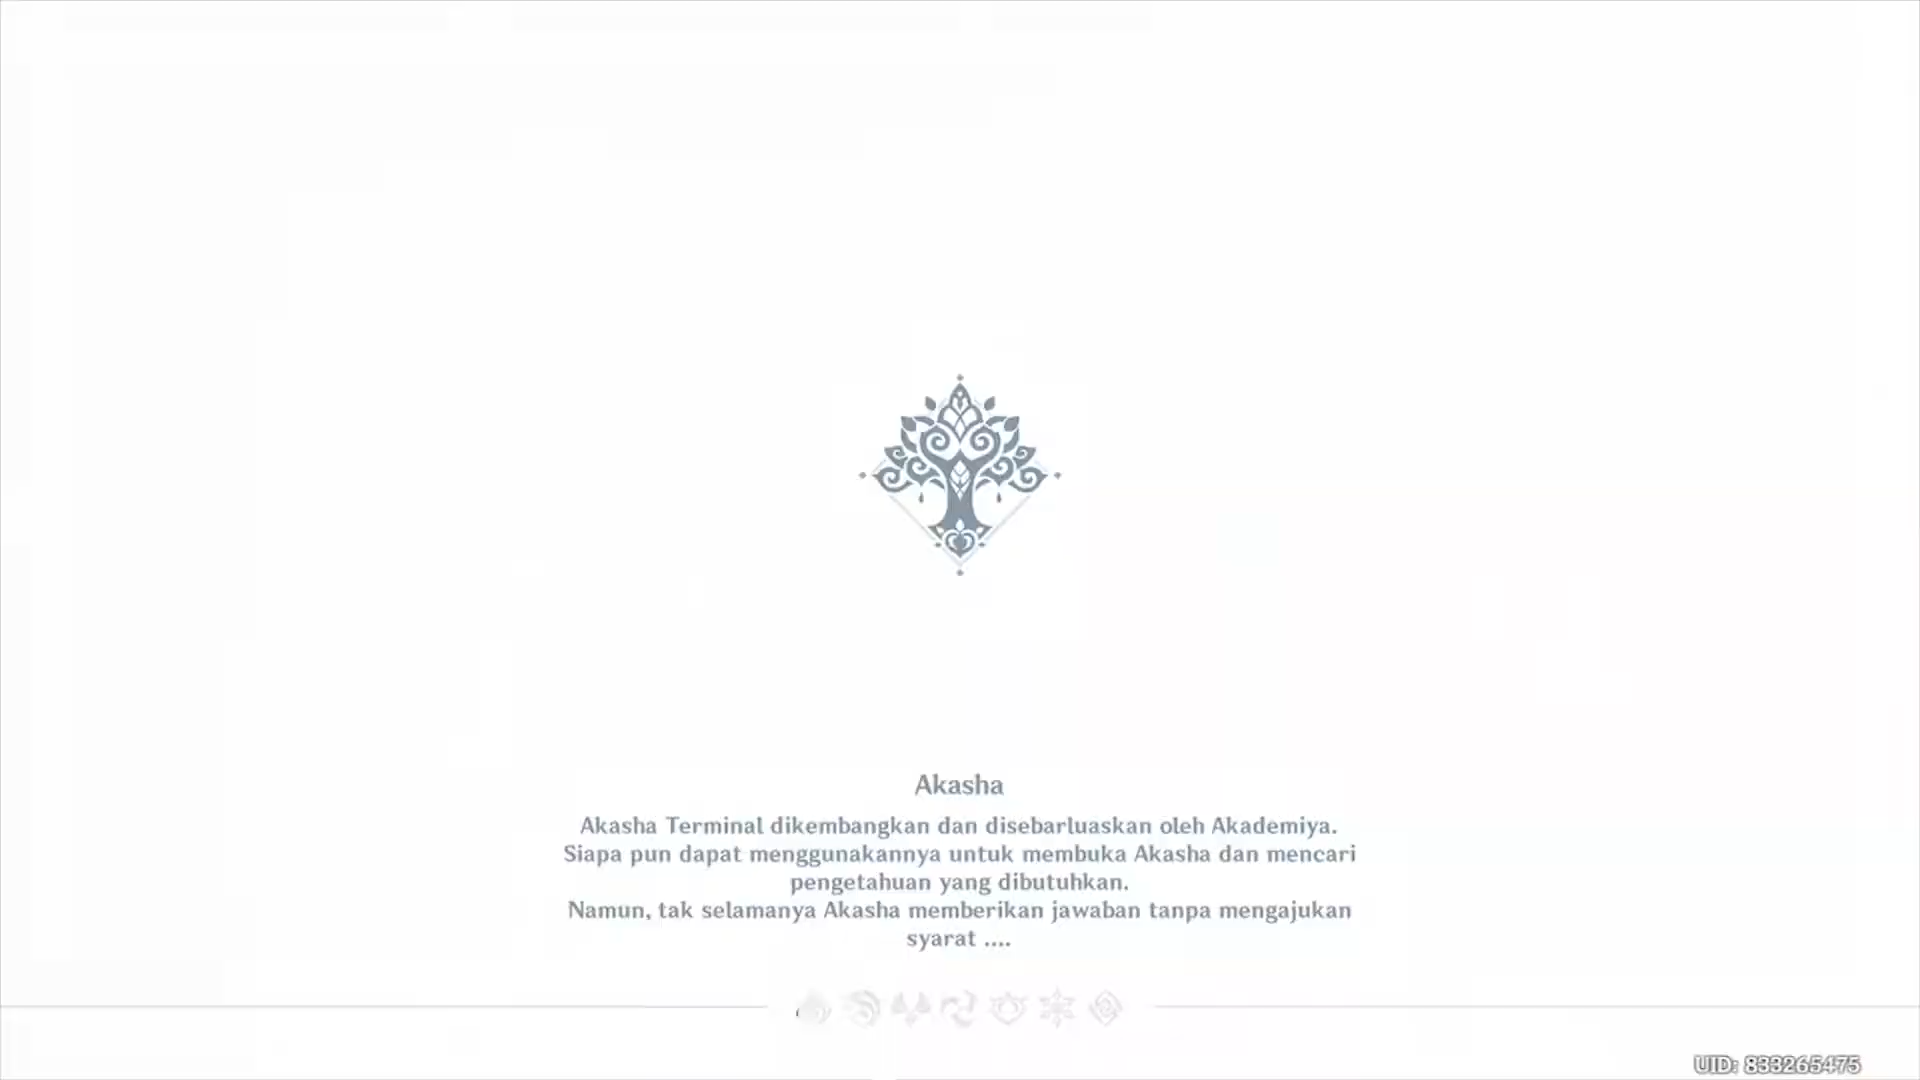 Akasha
Akasha Terminal dikembangkan dan disebarluaskan oleh Akademiya.
Siapa pun dapat menggunakannya untuk membuka Akasha dan mencari
pengetahuan yang dibutuhkan.
Namun, tak selamanya Akasha memberikan jawaban tanpa mengajukan
syarat ....
UID: 833265475